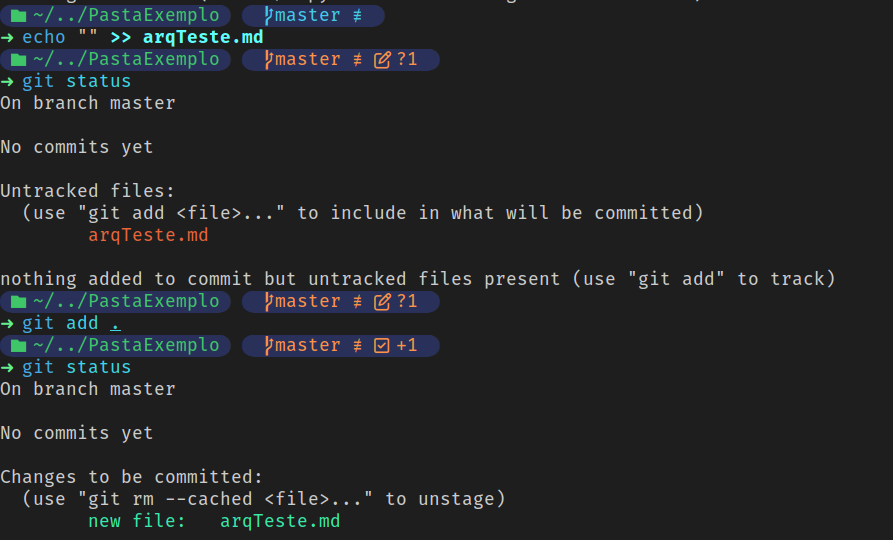 ~/../PastaExemplo master ≢
→ echo "" >> arqTeste.md
~/../PastaExemplo master ≢ ?1
→ git status
On branch master
No commits yet
Untracked files:
(use "git add <file>..." to include in what will be committed)
arqTeste.md
nothing added to commit but untracked files present (use "git add" to track)
~/../PastaExemplo master ≢ ?1
→ git add .
~/../PastaExemplo master ≢ +1
→ git status
On branch master
No commits yet
Changes to be committed:
(use "git rm --cached <file>..." to unstage)
new file:   arqTeste.md